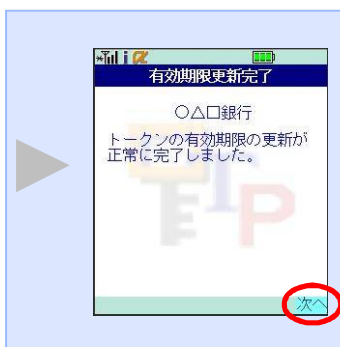 有効期限更新完了
○△□銀行
トークンの有効期限の更新が
正常に完了しました。
次へ